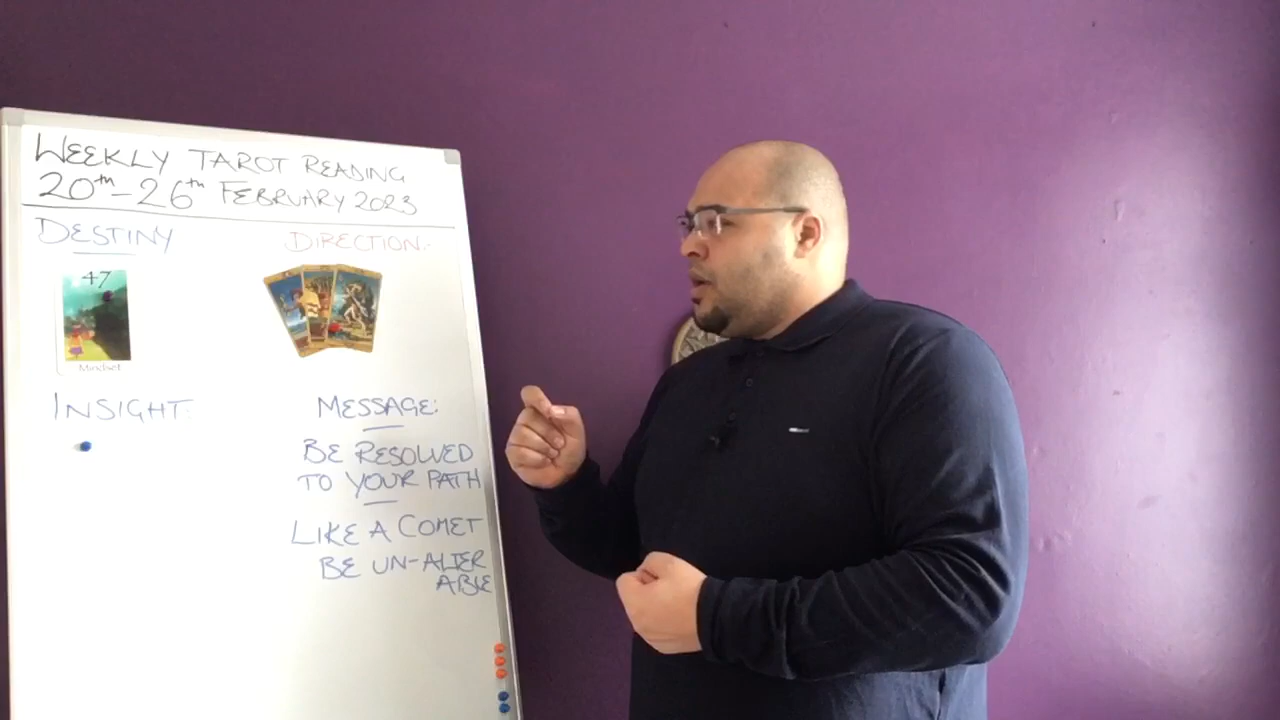 WEEKLY TAROT READING
20th-26th FEBRUARY 2023
DESTINY
DIRECTION:
47
Mindset
INSIGHT:
MESSAGE:
BE RESOLVED
TO YOUR PATH
LIKE A COMET
BE UN-ALTER
ABLE